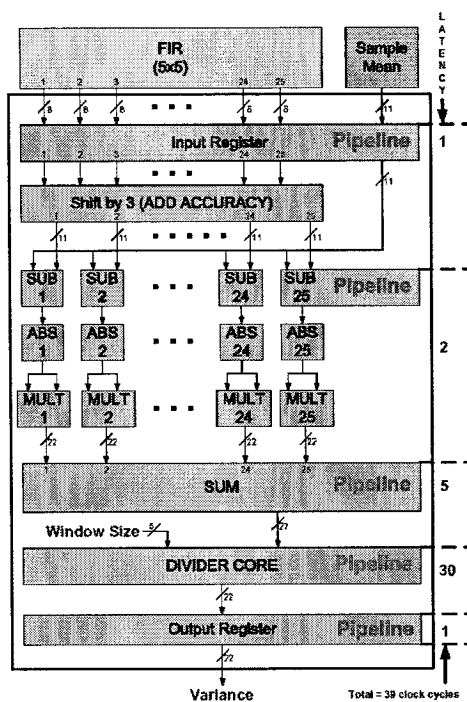 LATENCY
FIR
(5x5)
Sample
Mean
1 2 3 24 25
8 8 8 8 8 11
Input Register Pipeline 1
1 2 3 24 25
11
Shift by 3 (ADD ACCURACY)
1 2 24 25
11 11 11 11
SUB 1 SUB 2 SUB 24 SUB 25 Pipeline
ABS 1 ABS 2 ABS 24 ABS 25 2
MULT 1 MULT 2 MULT 24 MULT 25
22 22 22 22
1 2 24 25
SUM Pipeline 5
Window Size 5 27
DIVIDER CORE Pipeline 30
22
Output Register Pipeline 1
22
Variance
Total = 39 clock cycles